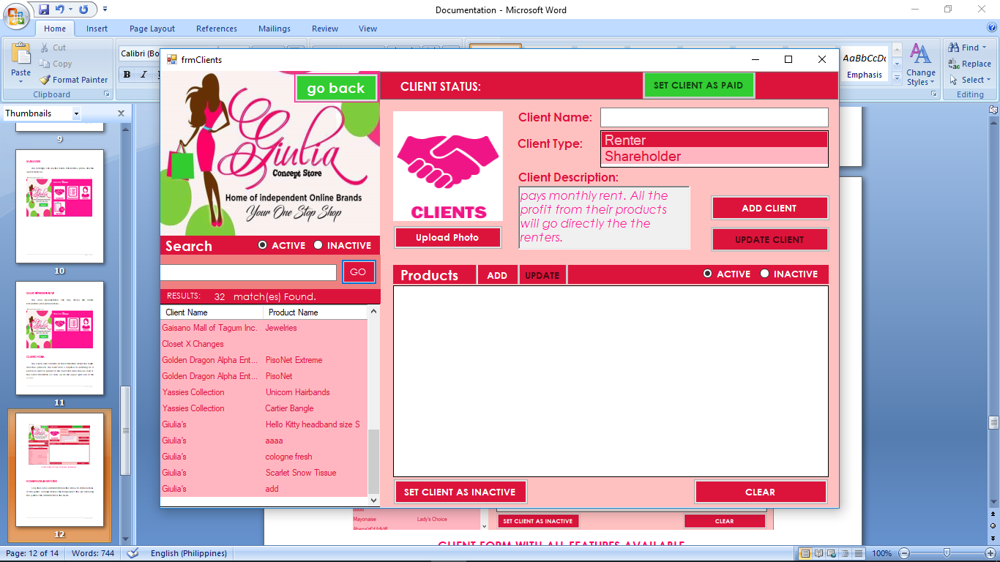 Documentation - Microsoft Word
Home Insert Page Layout References Mailings Review View
Paste
Cut
Copy
Format Painter
Clipboard
Calibri (Bo
B I
AaBbCcDc
Emphasis
Change
Styles
Find
Replace
Select
Editing
Thumbnails
9
10
11
12
frmClients
go back
Giulia
Concept Store
Home of independent Online Brands
Your One Stop Shop
Search ACTIVE INACTIVE
GO
RESULTS: 32 match(es) Found.
Client Name Product Name
Gaisano Mall of Tagum Inc. Jewelries
Closet X Changes
Golden Dragon Alpha Ent... PisoNet Extreme
Golden Dragon Alpha Ent... PisoNet
Yassies Collection Unicorn Hairbands
Yassies Collection Cartier Bangle
Giulia's Hello Kitty headband size S
Giulia's aaaa
Giulia's cologne fresh
Giulia's Scarlet Snow Tissue
Giulia's add
CLIENT STATUS: SET CLIENT AS PAID
CLIENTS
Upload Photo
Client Name:
Client Type: Renter
Shareholder
Client Description:
pays monthly rent. All the
profit from their products
will go directly the the
renters.
ADD CLIENT
UPDATE CLIENT
Products ADD UPDATE ACTIVE INACTIVE
SET CLIENT AS INACTIVE CLEAR
Mayonaise Lady's Choice
SET CLIENT AS INACTIVE CLEAR
CLIENT FORM WITH ALL FEATURES AVAILABLE
Page: 12 of 14 Words: 744 English (Philippines) 100%